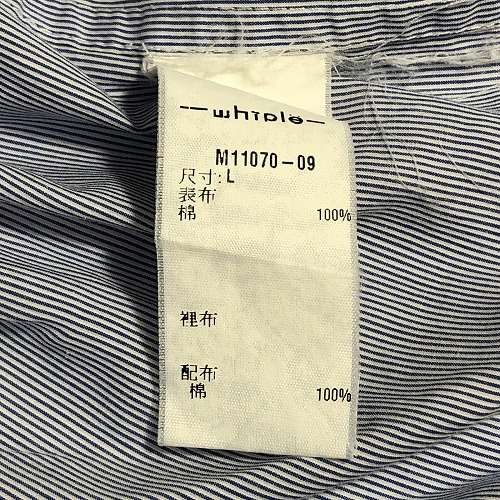 whiple
M11070-09
尺寸: L
表布
棉 100%
裡布
配布
棉 100%